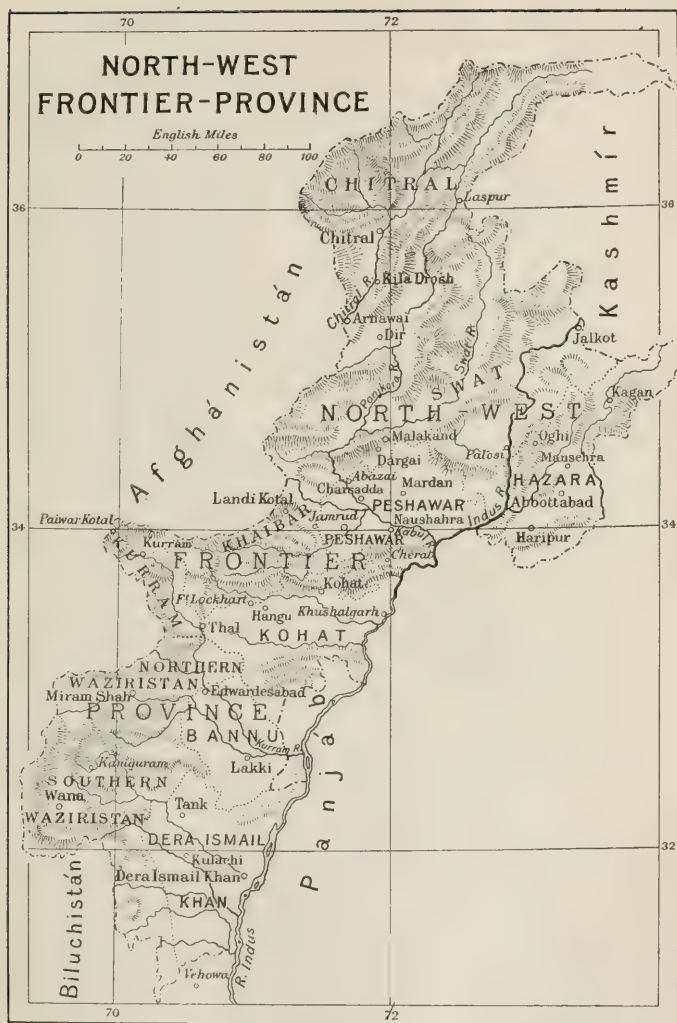 70
72
NORTH-WEST
FRONTIER-PROVINCE
English Miles
0 20 40 60 80 100
CHITRAL
Laspur
Kashmír
36
36
Chitral
Kila Drosh
Chitral R.
Arnawai
Dir
Jalkot
Afghánistán
Panjkora R.
Swat R.
SWAT
Kagan
NORTH WEST
Malakand
Palosi
Oghi
Dargai
Mansehra
Abazai
Charsadda
Mardan
HAZARA
Landi Kotal
PESHAWAR
Indus R.
Abbottabad
Paiwar Kotal
34
KHAIBAR
Jamrud
Naushahra
34
PESHAWAR
Kabul R.
Haripur
Kurram
FRONTIER
Cherat
KURRAM
Kohat
Ft. Lockhart
Hangu
Khushalgarh
Thal
KOHAT
NORTHERN
WAZIRISTAN
Edwardesabad
Miram Shah
PROVINCE
BANNU
Kurram R.
Lakki
Panjab
Kaniguram
SOUTHERN
Wana
Tank
WAZIRISTAN
DERA ISMAIL
32
Kulachi
Dera Ismail Khan
KHAN
Biluchistán
R. Indus
Vehowa
70
72